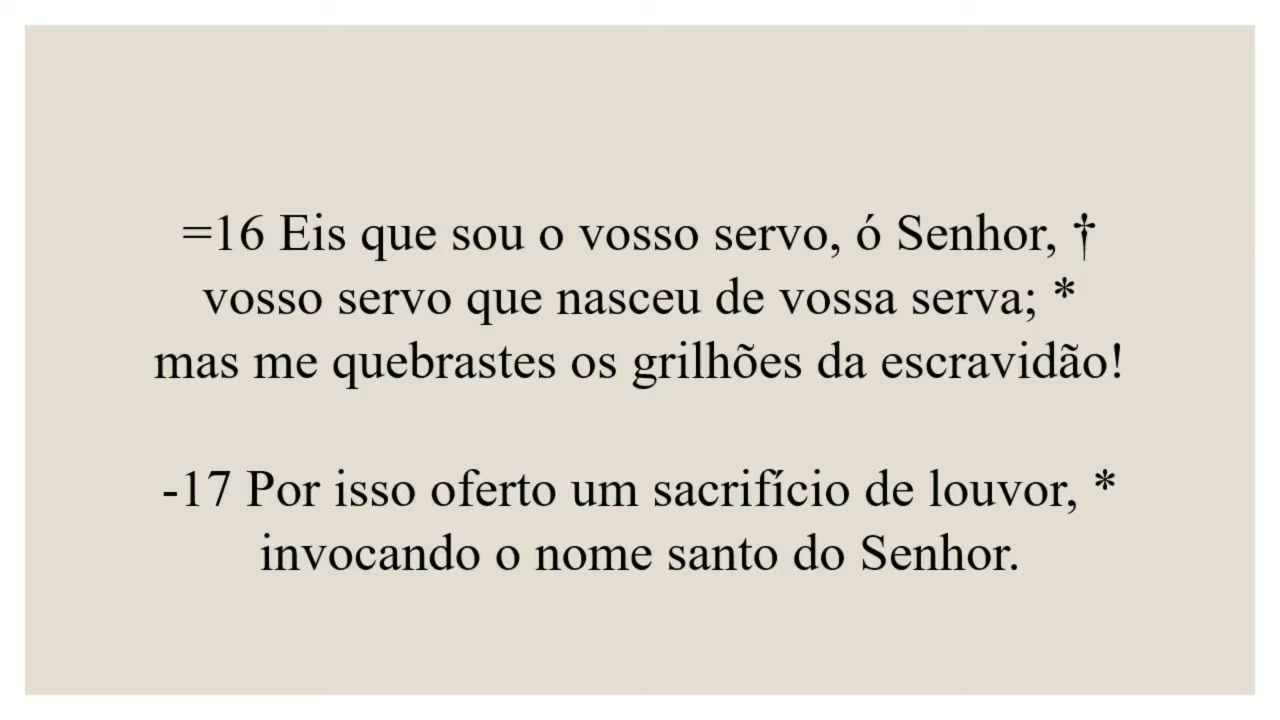 =16 Eis que sou o vosso servo, ó Senhor, †
vosso servo que nasceu de vossa serva; *
mas me quebrastes os grilhões da escravidão!
-17 Por isso oferto um sacrifício de louvor, *
invocando o nome santo do Senhor.